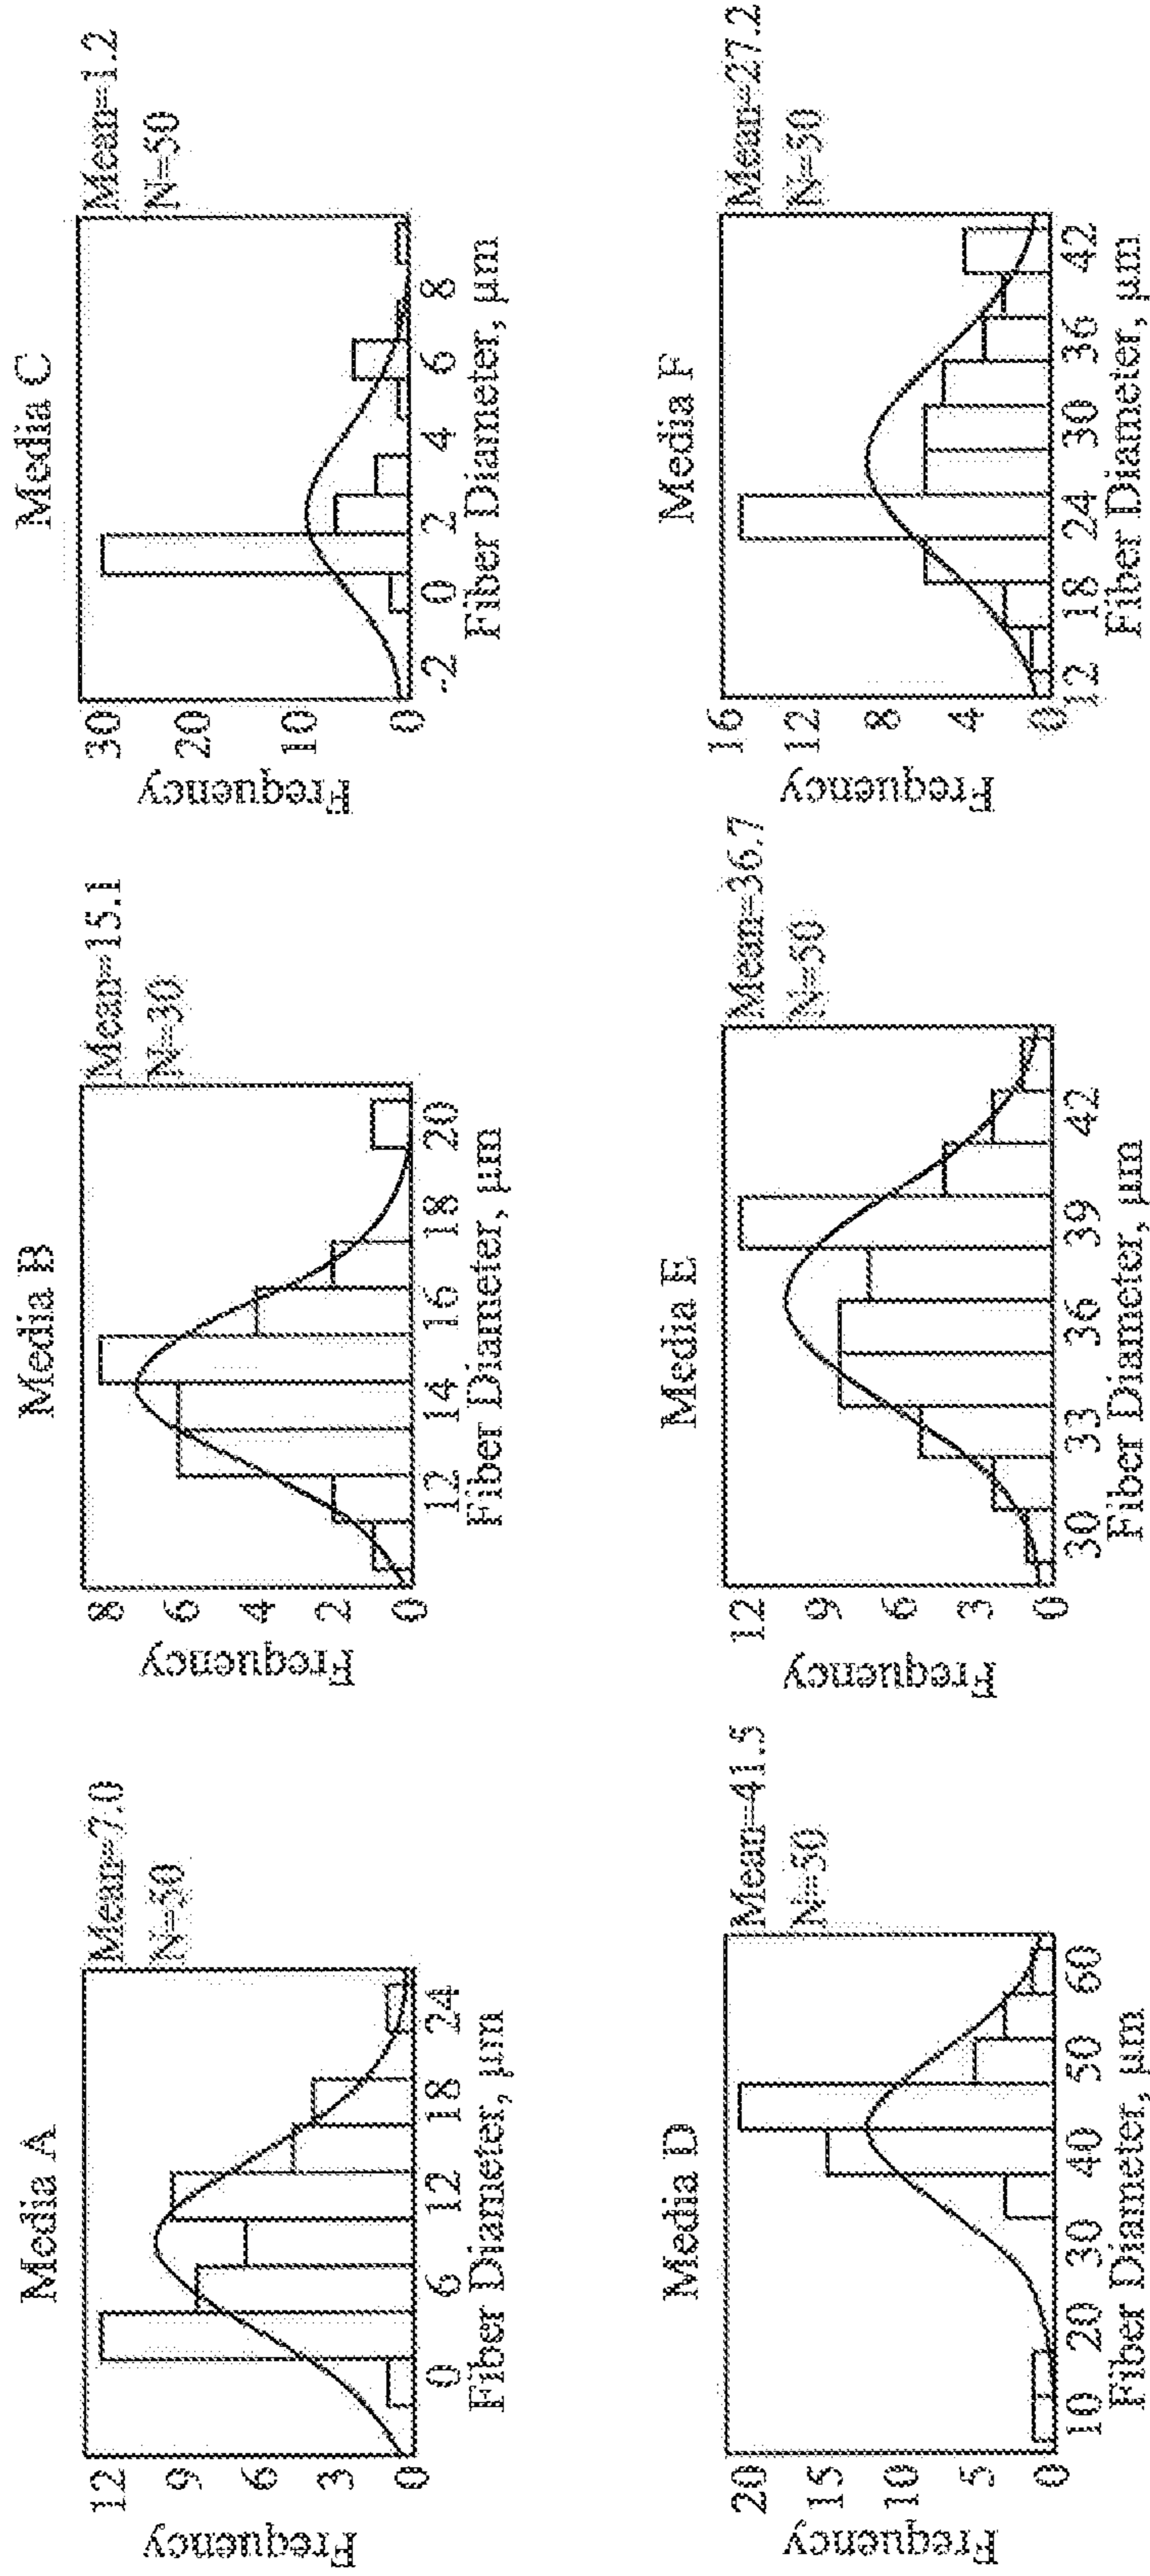 Media A
Mean=7.0
N=50
Frequency
12
9
6
3
0
0 6 12 18 24
Fiber Diameter, µm
Media B
Mean=15.1
N=30
Frequency
8
6
4
2
0
12 14 16 18 20
Fiber Diameter, µm
Media C
Mean=1.2
N=50
Frequency
30
20
10
0
-2 0 2 4 6 8
Fiber Diameter, µm
Media D
Mean=41.5
N=50
Frequency
20
15
10
5
0
10 20 30 40 50 60
Fiber Diameter, µm
Media E
Mean=36.7
N=50
Frequency
12
9
6
3
0
30 33 36 39 42
Fiber Diameter, µm
Media F
Mean=27.2
N=50
Frequency
16
12
8
4
0
12 18 24 30 36 42
Fiber Diameter, µm